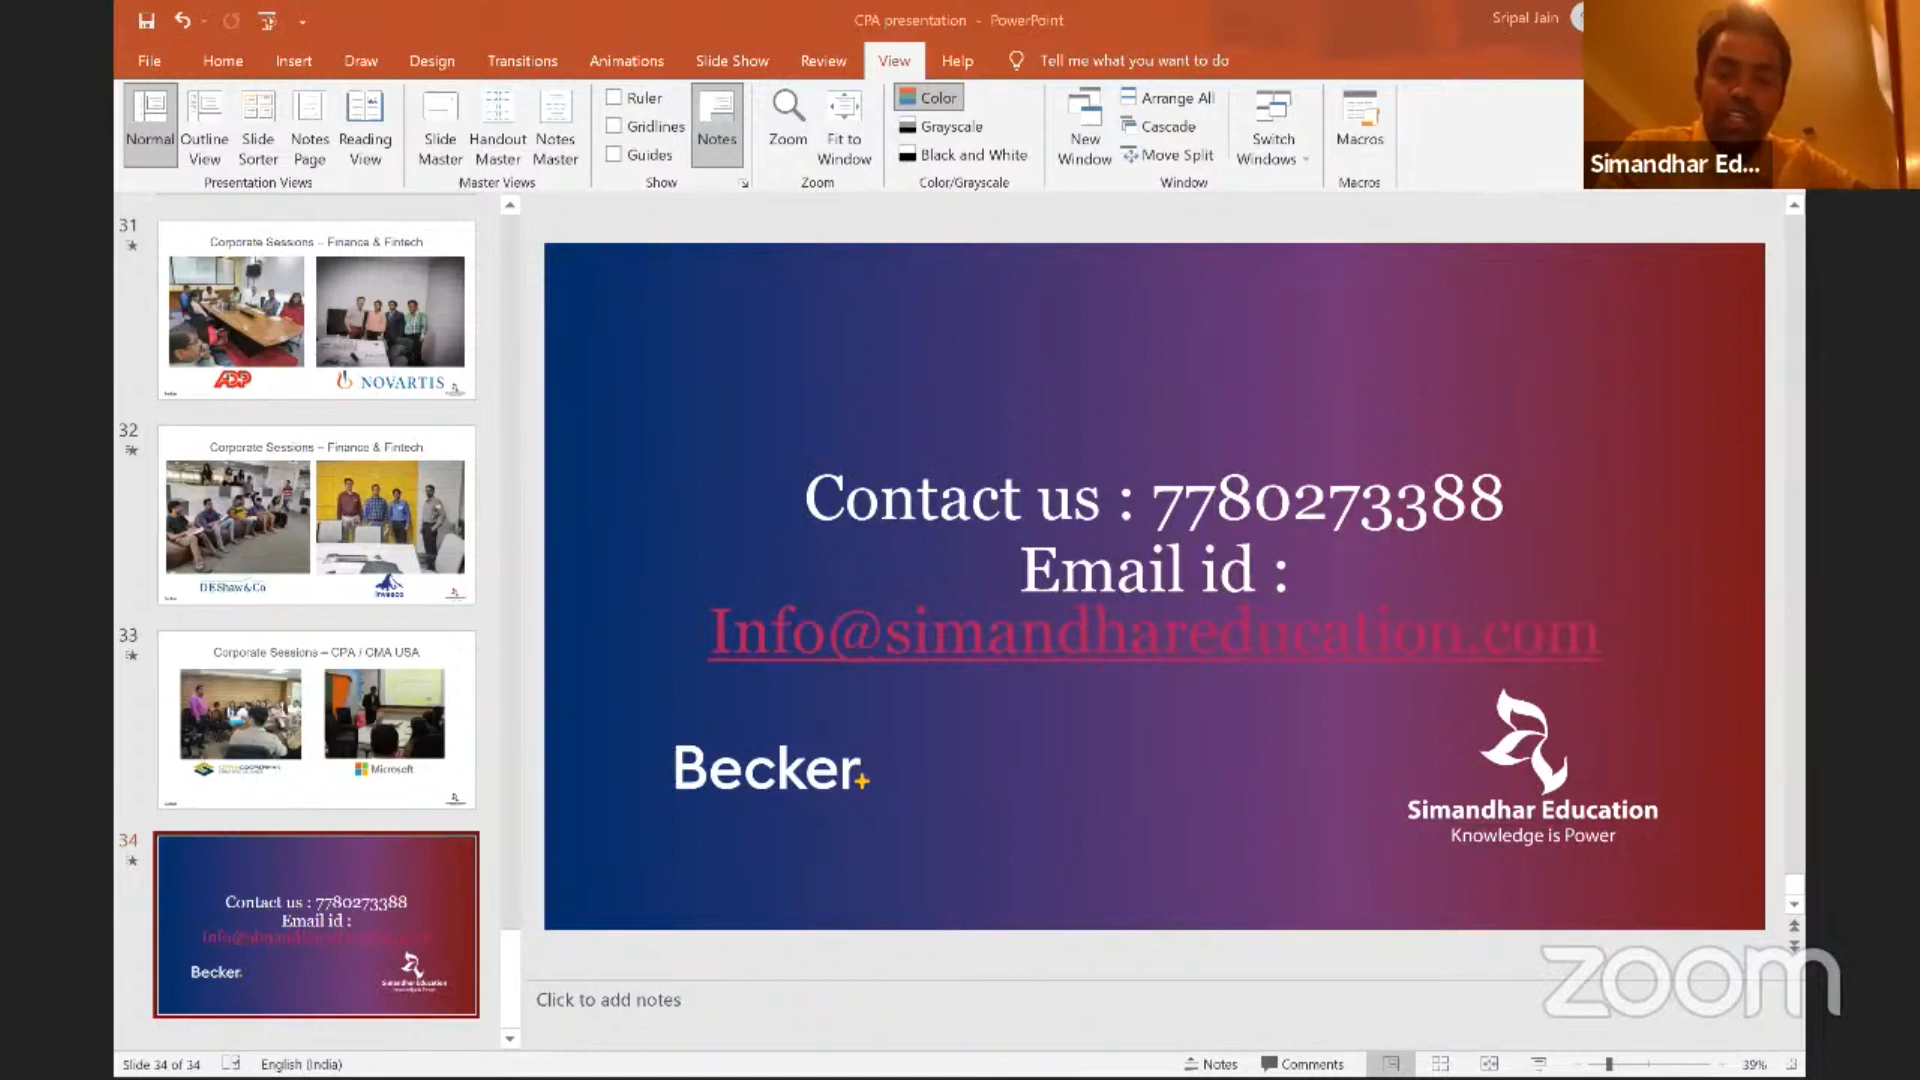 CPA presentation - PowerPoint
Sripal Jain
File Home Insert Draw Design Transitions Animations Slide Show Review View Help Tell me what you want to do
Normal
Outline View
Slide Sorter
Notes Page
Reading View
Presentation Views
Slide Master
Handout Master
Notes Master
Master Views
Ruler
Gridlines
Guides
Show
Notes
Zoom
Fit to Window
Zoom
Color
Grayscale
Black and White
Color/Grayscale
New Window
Arrange All
Cascade
Move Split
Switch Windows
Window
Macros
Macros
Simandhar Ed...
31
Corporate Sessions – Finance & Fintech
ADP
NOVARTIS
32
Corporate Sessions – Finance & Fintech
DEShaw&Co
Invesco
33
Corporate Sessions – CPA / CMA USA
Microsoft
34
Contact us : 7780273388
Email id :
Becker
Simandhar Education
Contact us : 7780273388
Email id :
Info@simandhareducation.com
Becker+
Simandhar Education
Knowledge is Power
Click to add notes
zoom
Slide 34 of 34 English (India) Notes Comments 39%